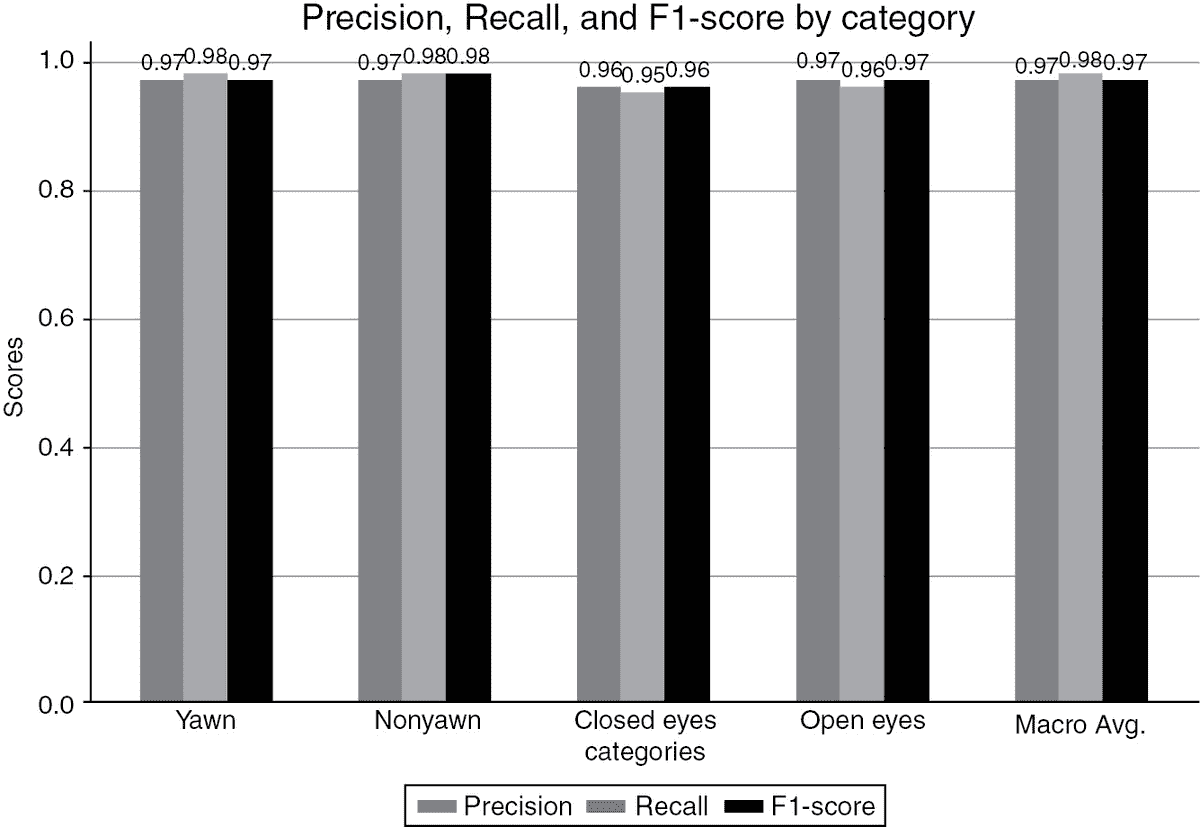 Precision, Recall, and F1-score by category
1.0
0.97 0.98 0.97 0.97 0.98 0.98 0.96 0.95 0.96 0.97 0.96 0.97 0.97 0.98 0.97
0.8
0.6
Scores
0.4
0.2
0.0
Yawn Nonyawn Closed eyes Open eyes Macro Avg.
categories
Precision Recall F1-score